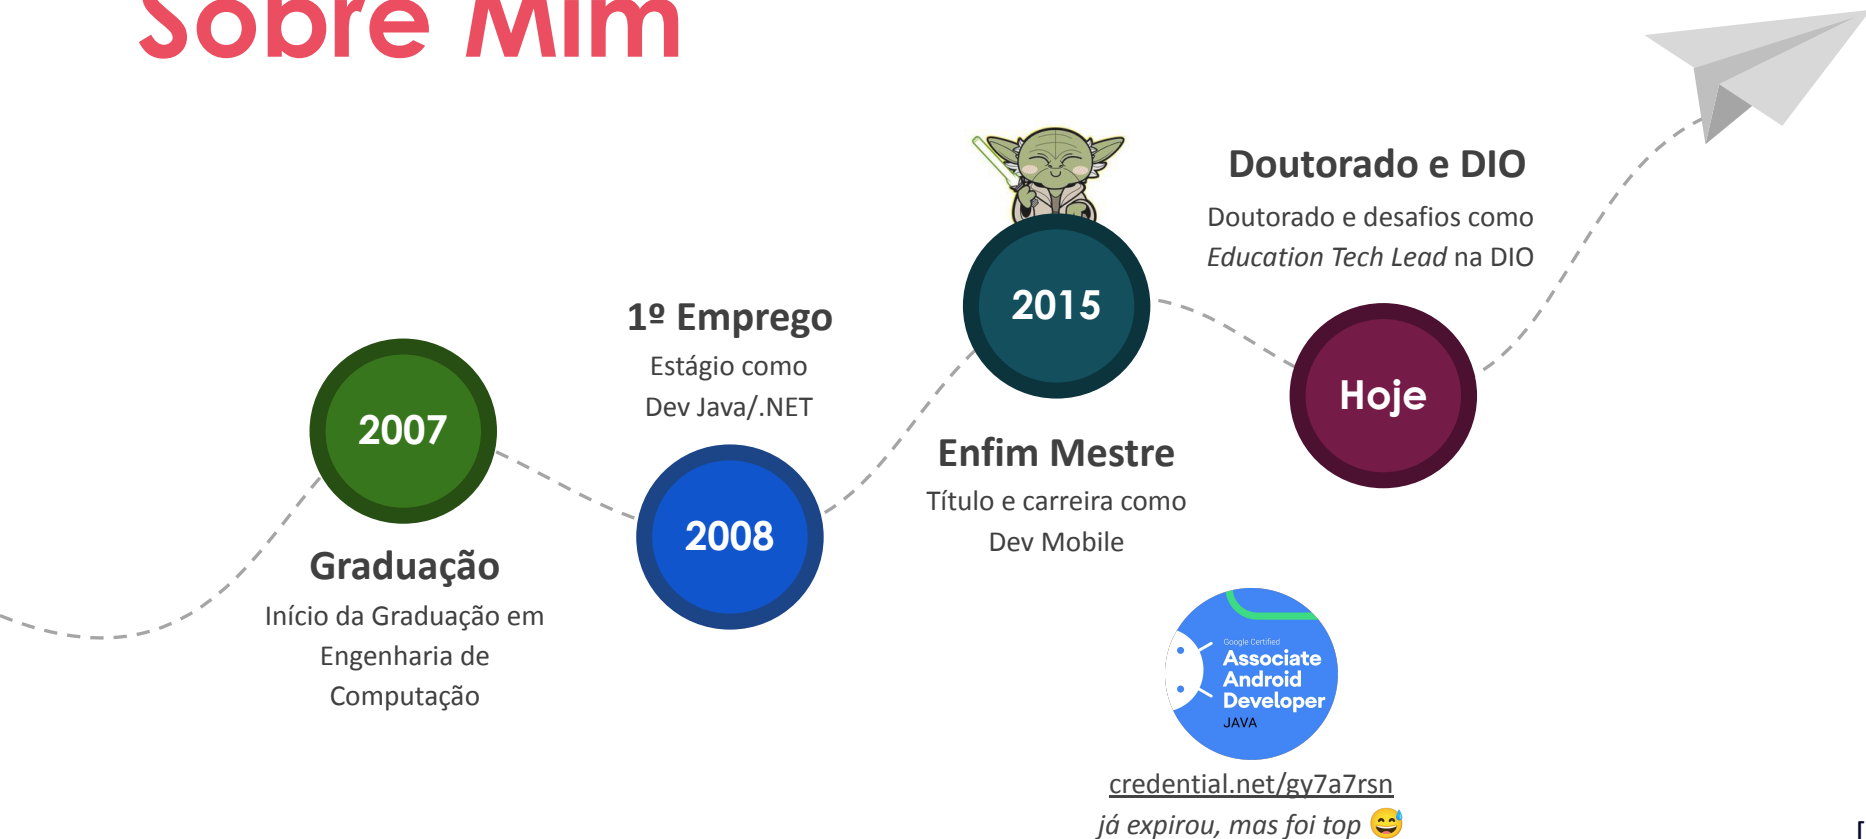 Sobre Mim
2007
Graduação
Início da Graduação em
Engenharia de
Computação
1º Emprego
Estágio como
Dev Java/.NET
2008
2015
Enfim Mestre
Título e carreira como
Dev Mobile
Doutorado e DIO
Doutorado e desafios como
Education Tech Lead na DIO
Hoje
Google Certified
Associate
Android
Developer
JAVA
credential.net/gy7a7rsn
já expirou, mas foi top 😅
[